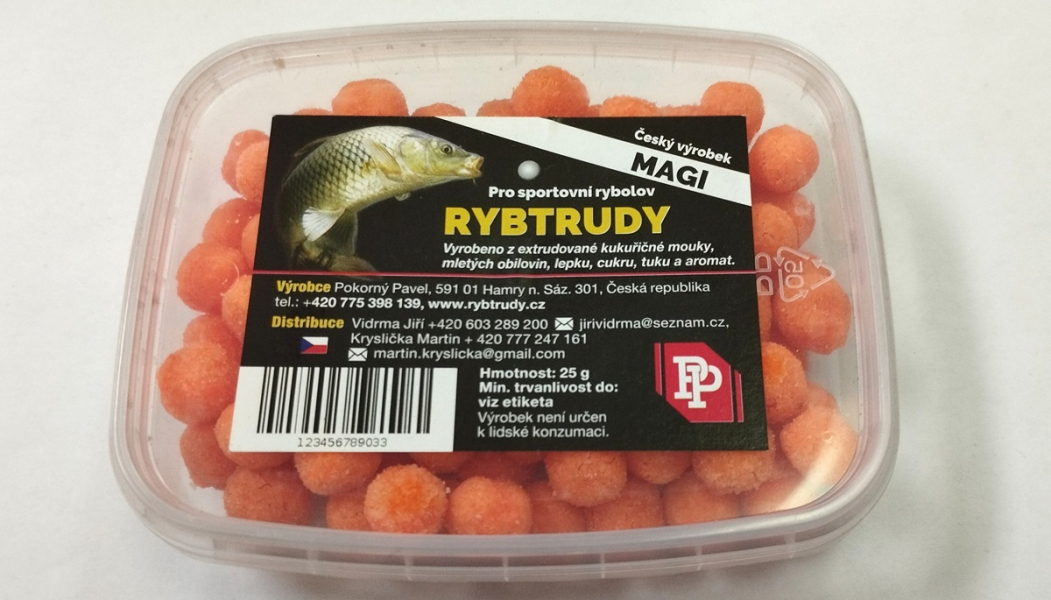 Český výrobek
MAGI
Pro sportovní rybolov
RYBTRUDY
Vyrobeno z extrudované kukuřičné mouky,
mletých obilovin, lepku, cukru, tuku a aromat.
Výrobce Pokorný Pavel, 591 01 Hamry n. Sáz. 301, Česká republika
tel.: +420 775 398 139, www.rybtrudy.cz
Distribuce Vidrma Jiří +420 603 289 200 jirividrma@seznam.cz,
Kryslička Martin + 420 777 247 161
martin.kryslicka@gmail.com
Hmotnost: 25 g
Min. trvanlivost do:
viz etiketa
Výrobek není určen
k lidské konzumaci.
PP
123456789033